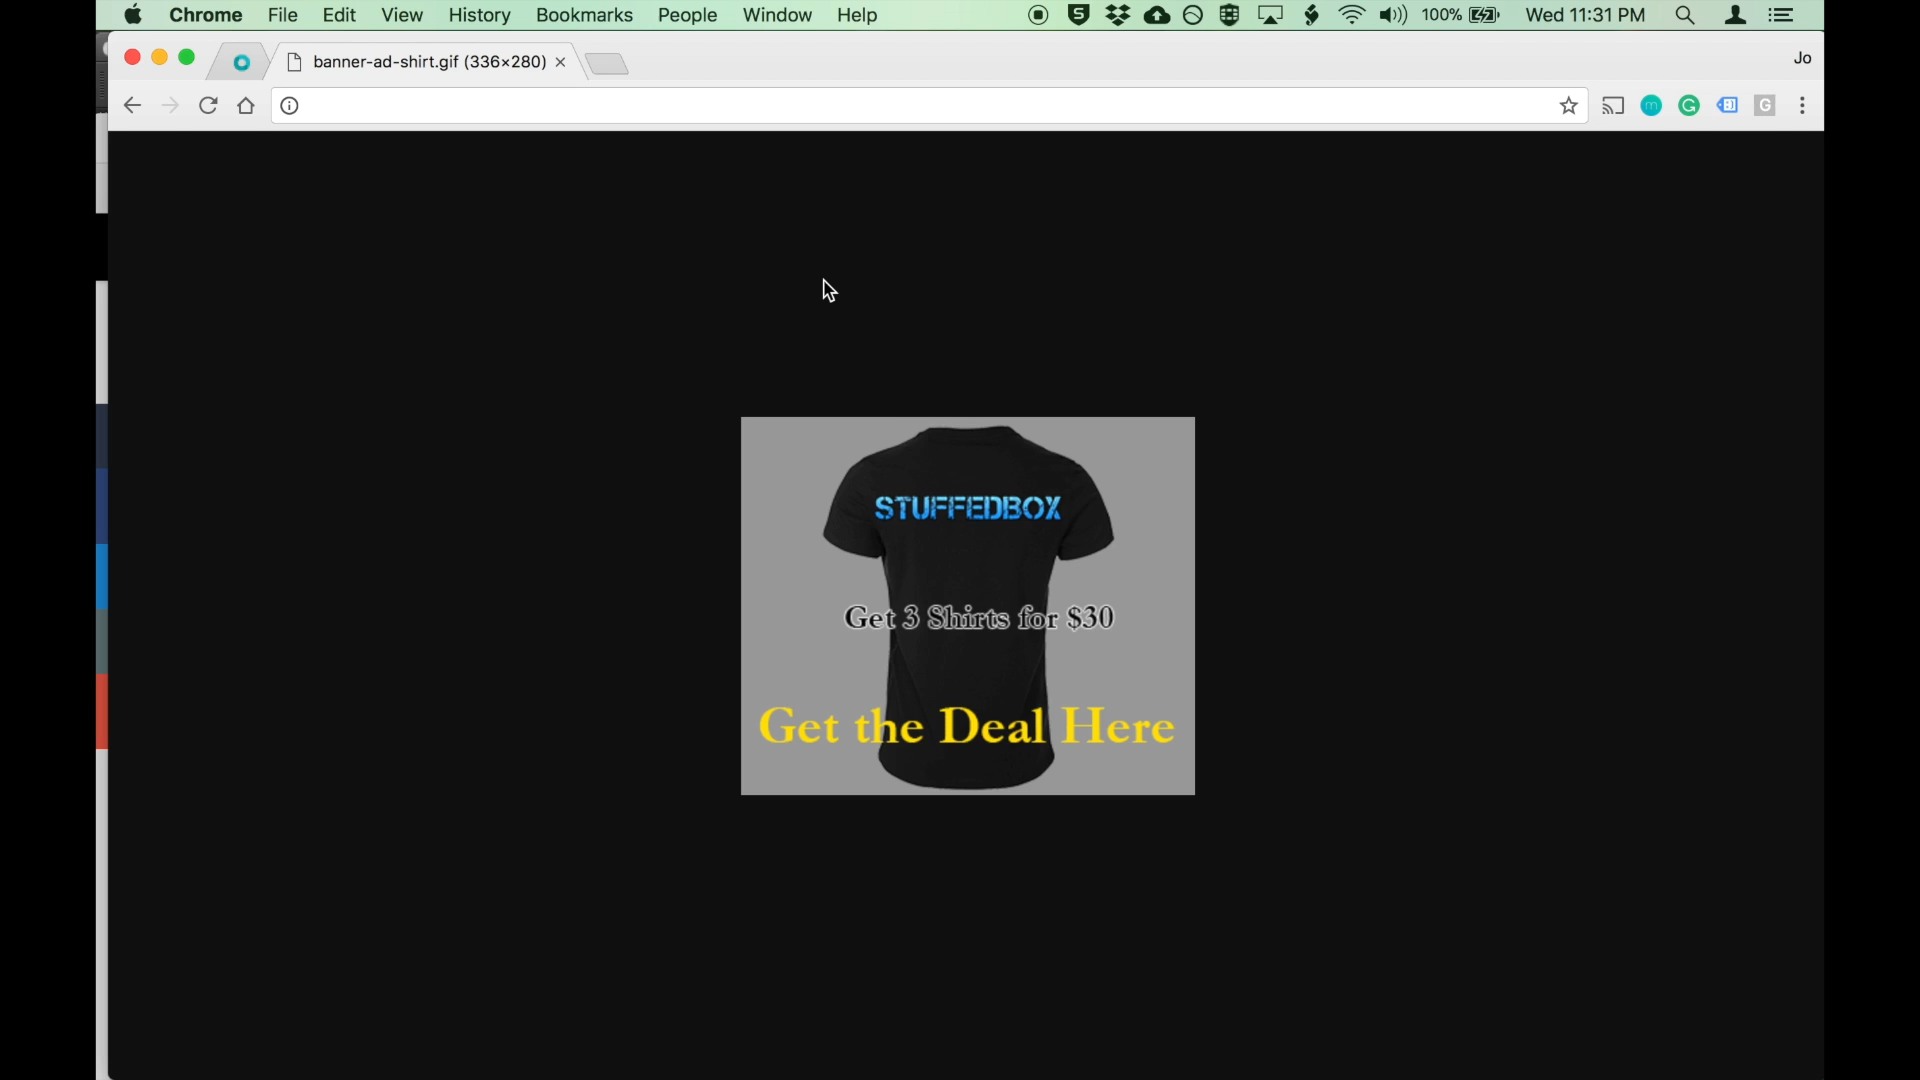 Chrome File Edit View History Bookmarks People Window Help 100% Wed 11:31 PM
banner-ad-shirt.gif (336×280) Jo
STUFFEDBOX
Get 3 Shirts for $30
Get the Deal Here